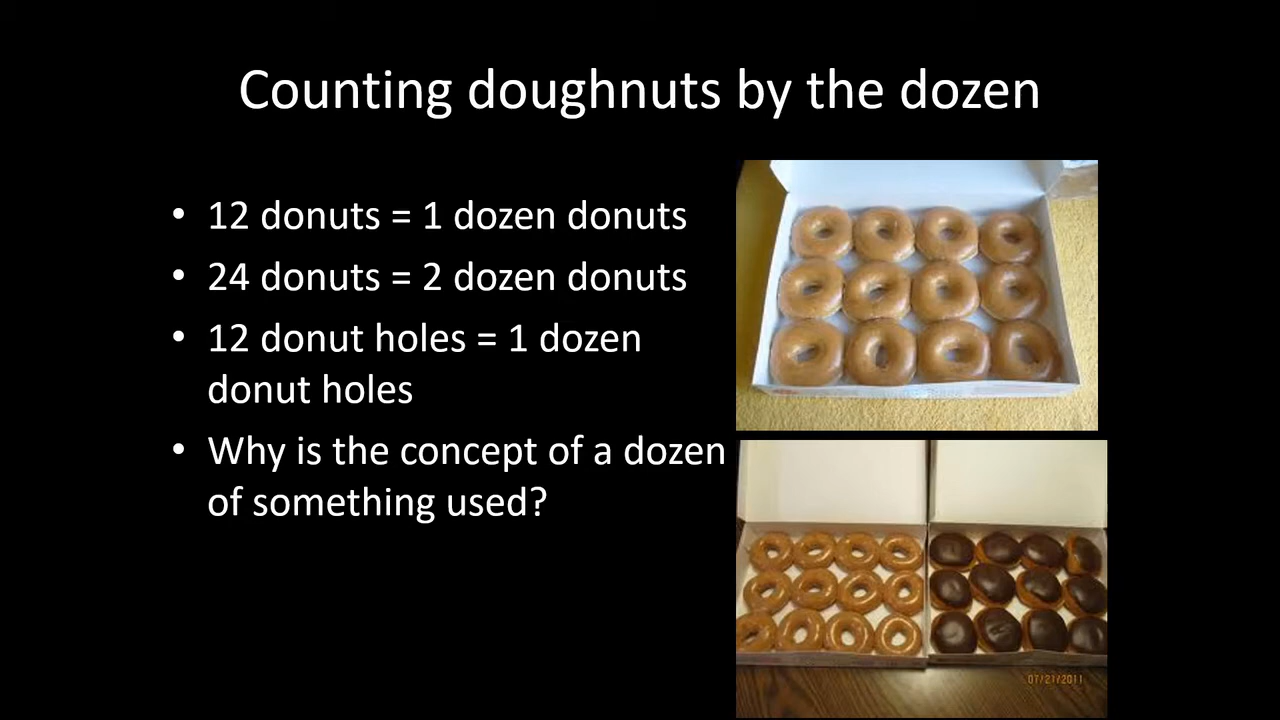 Counting doughnuts by the dozen
• 12 donuts = 1 dozen donuts
• 24 donuts = 2 dozen donuts
• 12 donut holes = 1 dozen
donut holes
• Why is the concept of a dozen
of something used?
07/21/2011